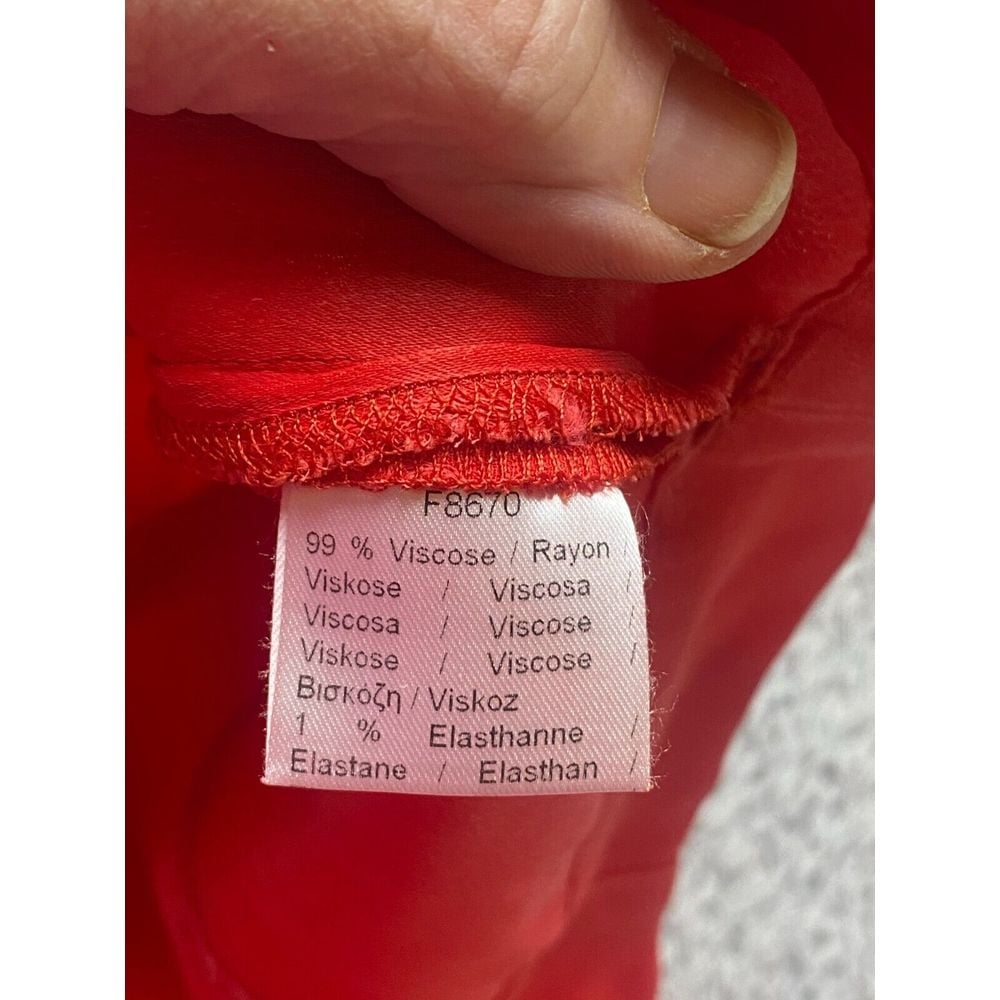 F8670
99 % Viscose / Rayon /
Viskose / Viscosa /
Viscosa / Viscose /
Viskose / Viscose /
Βισκόζη / Viskoz
1 % Elasthanne /
Elastane / Elasthan /